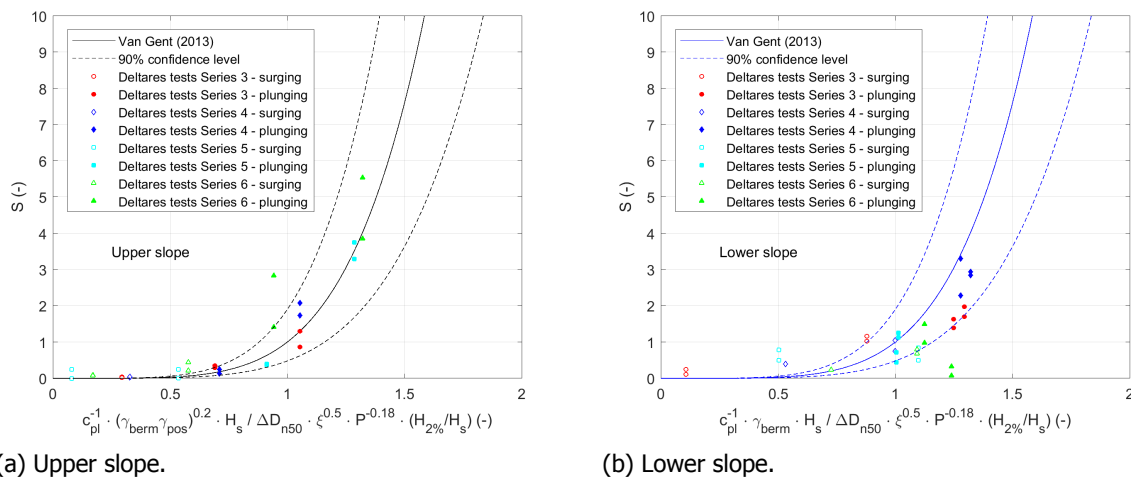 10
9
8
7
6
5
4
3
2
1
0
S (-)
Van Gent (2013)
90% confidence level
Deltares tests Series 3 - surging
Deltares tests Series 3 - plunging
Deltares tests Series 4 - surging
Deltares tests Series 4 - plunging
Deltares tests Series 5 - surging
Deltares tests Series 5 - plunging
Deltares tests Series 6 - surging
Deltares tests Series 6 - plunging
Upper slope
0 0.5 1 1.5 2
c_pl^-1 · (γ_berm γ_pos)^0.2 · H_s / ΔD_n50 · ξ^0.5 · P^-0.18 · (H_2%/H_s) (-)
(a) Upper slope.
10
9
8
7
6
5
4
3
2
1
0
S (-)
Van Gent (2013)
90% confidence level
Deltares tests Series 3 - surging
Deltares tests Series 3 - plunging
Deltares tests Series 4 - surging
Deltares tests Series 4 - plunging
Deltares tests Series 5 - surging
Deltares tests Series 5 - plunging
Deltares tests Series 6 - surging
Deltares tests Series 6 - plunging
Lower slope
0 0.5 1 1.5 2
c_pl^-1 · γ_berm · H_s / ΔD_n50 · ξ^0.5 · P^-0.18 · (H_2%/H_s) (-)
(b) Lower slope.